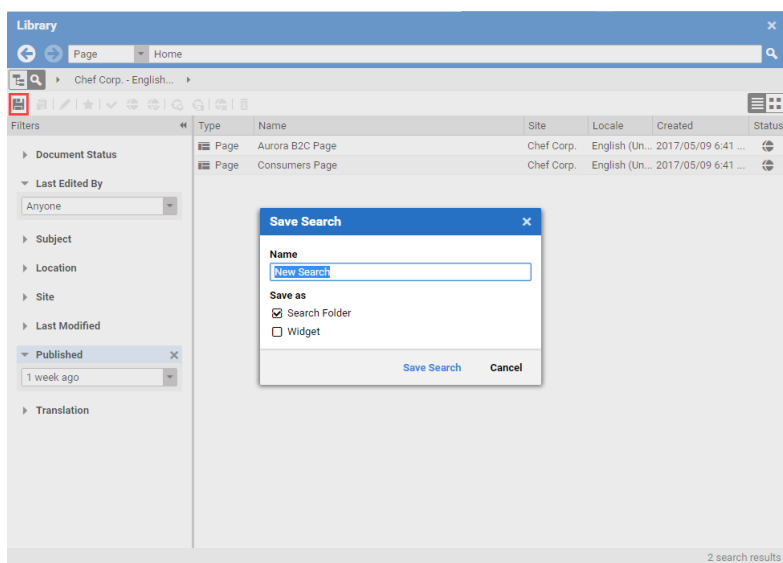 Library
Page
Home
Chef Corp. - English...
Filters
Type Name Site Locale Created Status
Page Aurora B2C Page Chef Corp. English (Un... 2017/05/09 6:41 ...
Page Consumers Page Chef Corp. English (Un... 2017/05/09 6:41 ...
Document Status
Last Edited By
Anyone
Subject
Location
Site
Last Modified
Published
1 week ago
Translation
Save Search
Name
New Search
Save as
Search Folder
Widget
Save Search Cancel
2 search results